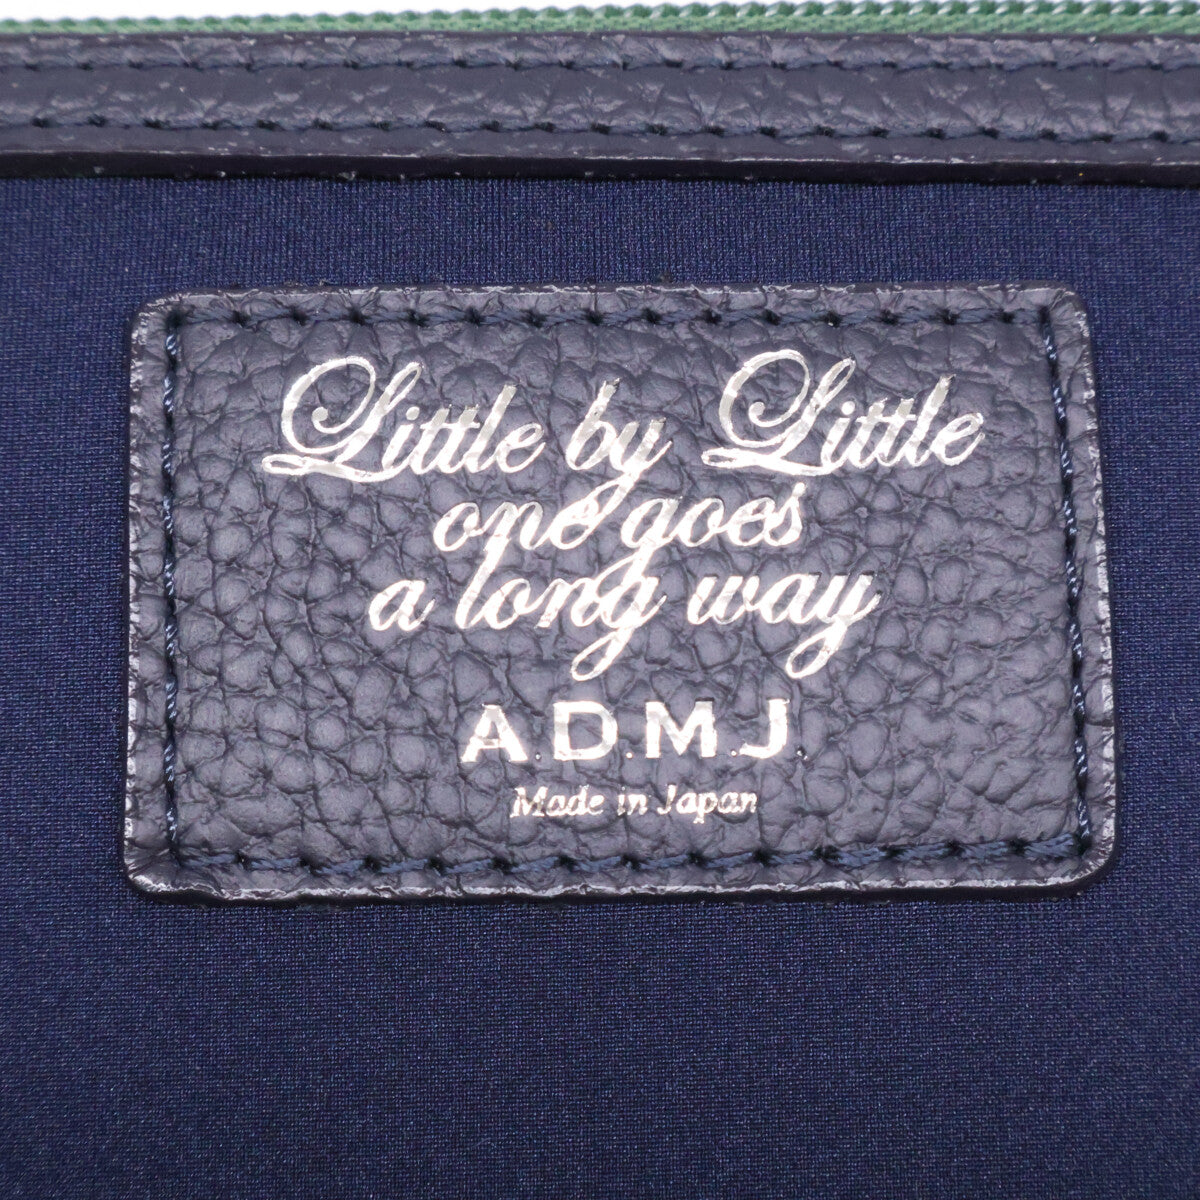 Little by Little
one goes
a long way
A.D.M.J.
Made in Japan